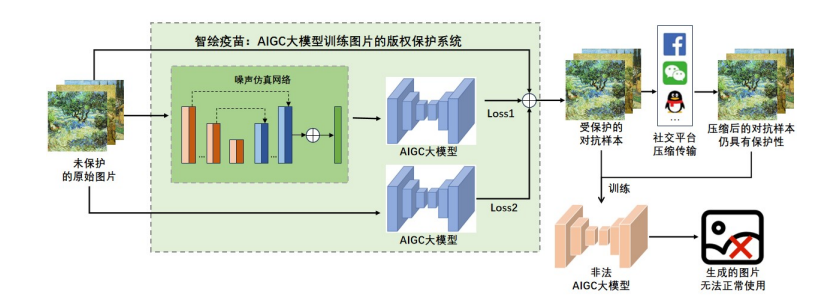 智绘疫苗：AIGC大模型训练图片的版权保护系统
噪声仿真网络
...
...
AIGC大模型
Loss1
AIGC大模型
Loss2
未保护
的原始图片
受保护的
对抗样本
...
社交平台
压缩传输
压缩后的对抗样本
仍具有保护性
训练
非法
AIGC大模型
生成的图片
无法正常使用